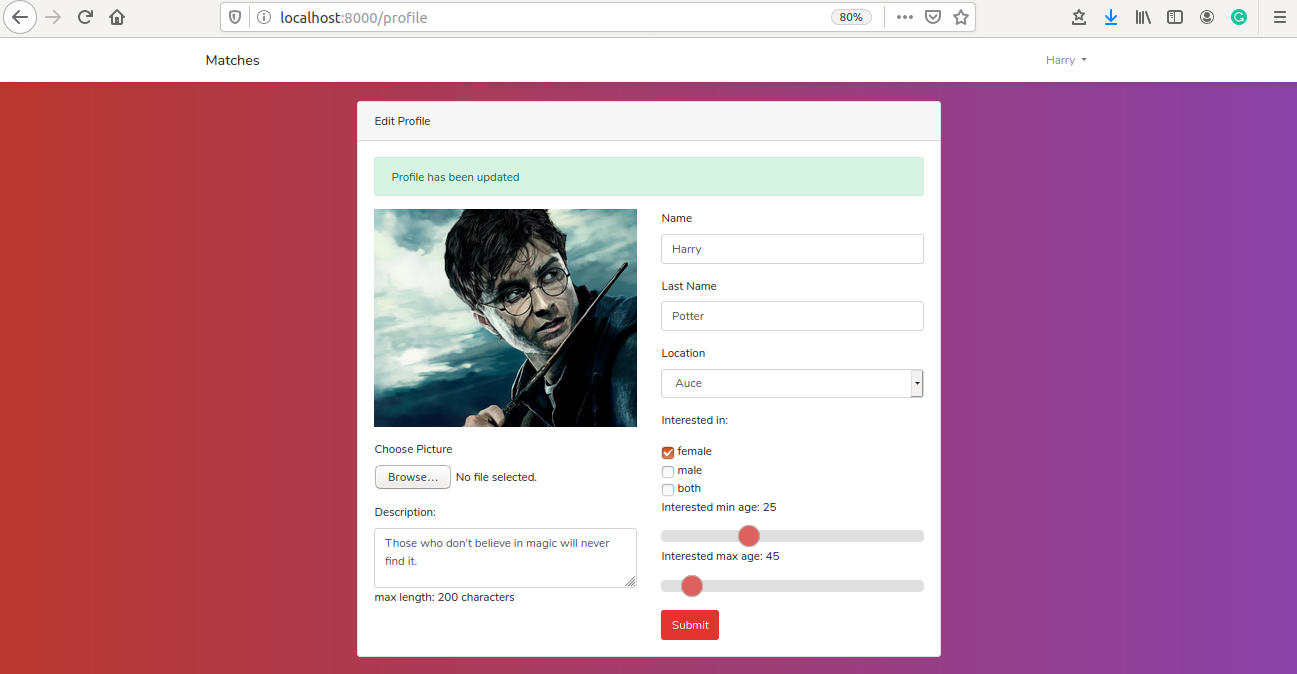 localhost:8000/profile
80%
Matches
Harry
Edit Profile
Profile has been updated
Name
Harry
Last Name
Potter
Location
Auce
Interested in:
female
male
both
Interested min age: 25
Interested max age: 45
Submit
Choose Picture
Browse...
No file selected.
Description:
Those who don't believe in magic will never
find it.
max length: 200 characters